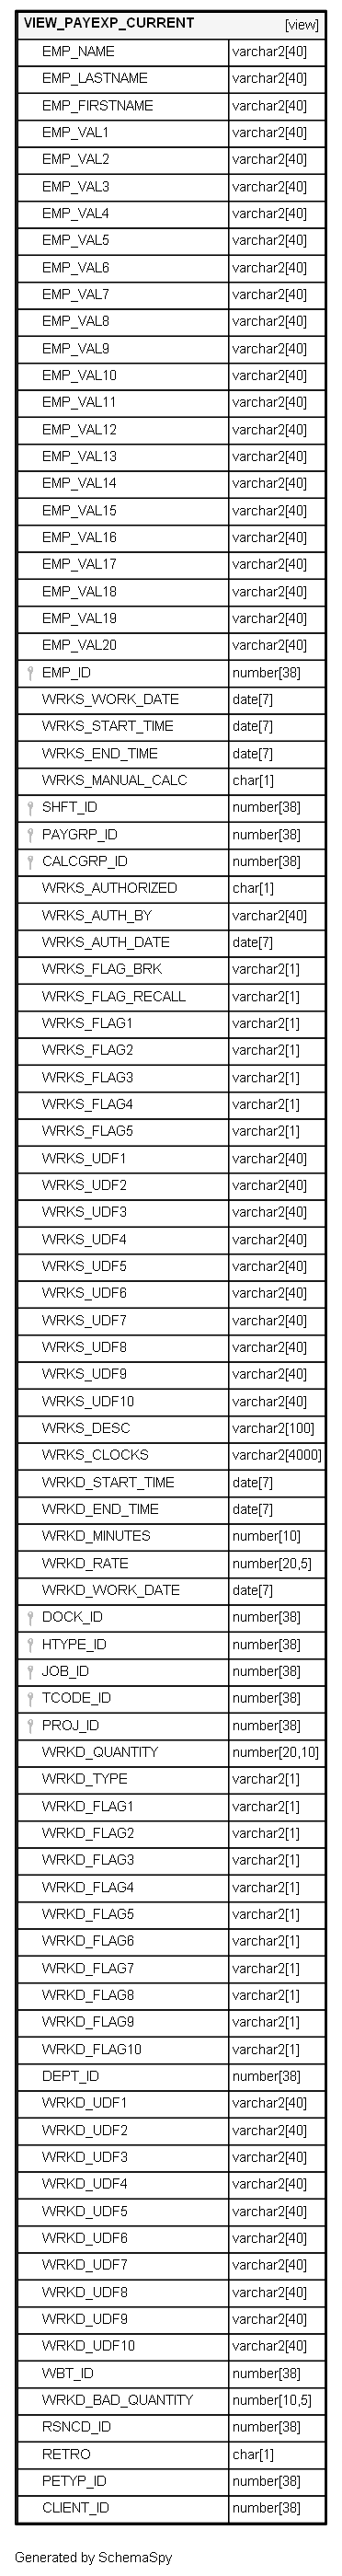 VIEW_PAYEXP_CURRENT [view]
EMP_NAME varchar2[40]
EMP_LASTNAME varchar2[40]
EMP_FIRSTNAME varchar2[40]
EMP_VAL1 varchar2[40]
EMP_VAL2 varchar2[40]
EMP_VAL3 varchar2[40]
EMP_VAL4 varchar2[40]
EMP_VAL5 varchar2[40]
EMP_VAL6 varchar2[40]
EMP_VAL7 varchar2[40]
EMP_VAL8 varchar2[40]
EMP_VAL9 varchar2[40]
EMP_VAL10 varchar2[40]
EMP_VAL11 varchar2[40]
EMP_VAL12 varchar2[40]
EMP_VAL13 varchar2[40]
EMP_VAL14 varchar2[40]
EMP_VAL15 varchar2[40]
EMP_VAL16 varchar2[40]
EMP_VAL17 varchar2[40]
EMP_VAL18 varchar2[40]
EMP_VAL19 varchar2[40]
EMP_VAL20 varchar2[40]
EMP_ID number[38]
WRKS_WORK_DATE date[7]
WRKS_START_TIME date[7]
WRKS_END_TIME date[7]
WRKS_MANUAL_CALC char[1]
SHFT_ID number[38]
PAYGRP_ID number[38]
CALCGRP_ID number[38]
WRKS_AUTHORIZED char[1]
WRKS_AUTH_BY varchar2[40]
WRKS_AUTH_DATE date[7]
WRKS_FLAG_BRK varchar2[1]
WRKS_FLAG_RECALL varchar2[1]
WRKS_FLAG1 varchar2[1]
WRKS_FLAG2 varchar2[1]
WRKS_FLAG3 varchar2[1]
WRKS_FLAG4 varchar2[1]
WRKS_FLAG5 varchar2[1]
WRKS_UDF1 varchar2[40]
WRKS_UDF2 varchar2[40]
WRKS_UDF3 varchar2[40]
WRKS_UDF4 varchar2[40]
WRKS_UDF5 varchar2[40]
WRKS_UDF6 varchar2[40]
WRKS_UDF7 varchar2[40]
WRKS_UDF8 varchar2[40]
WRKS_UDF9 varchar2[40]
WRKS_UDF10 varchar2[40]
WRKS_DESC varchar2[100]
WRKS_CLOCKS varchar2[4000]
WRKD_START_TIME date[7]
WRKD_END_TIME date[7]
WRKD_MINUTES number[10]
WRKD_RATE number[20,5]
WRKD_WORK_DATE date[7]
DOCK_ID number[38]
HTYPE_ID number[38]
JOB_ID number[38]
TCODE_ID number[38]
PROJ_ID number[38]
WRKD_QUANTITY number[20,10]
WRKD_TYPE varchar2[1]
WRKD_FLAG1 varchar2[1]
WRKD_FLAG2 varchar2[1]
WRKD_FLAG3 varchar2[1]
WRKD_FLAG4 varchar2[1]
WRKD_FLAG5 varchar2[1]
WRKD_FLAG6 varchar2[1]
WRKD_FLAG7 varchar2[1]
WRKD_FLAG8 varchar2[1]
WRKD_FLAG9 varchar2[1]
WRKD_FLAG10 varchar2[1]
DEPT_ID number[38]
WRKD_UDF1 varchar2[40]
WRKD_UDF2 varchar2[40]
WRKD_UDF3 varchar2[40]
WRKD_UDF4 varchar2[40]
WRKD_UDF5 varchar2[40]
WRKD_UDF6 varchar2[40]
WRKD_UDF7 varchar2[40]
WRKD_UDF8 varchar2[40]
WRKD_UDF9 varchar2[40]
WRKD_UDF10 varchar2[40]
WBT_ID number[38]
WRKD_BAD_QUANTITY number[10,5]
RSNCD_ID number[38]
RETRO char[1]
PETYP_ID number[38]
CLIENT_ID number[38]
Generated by SchemaSpy